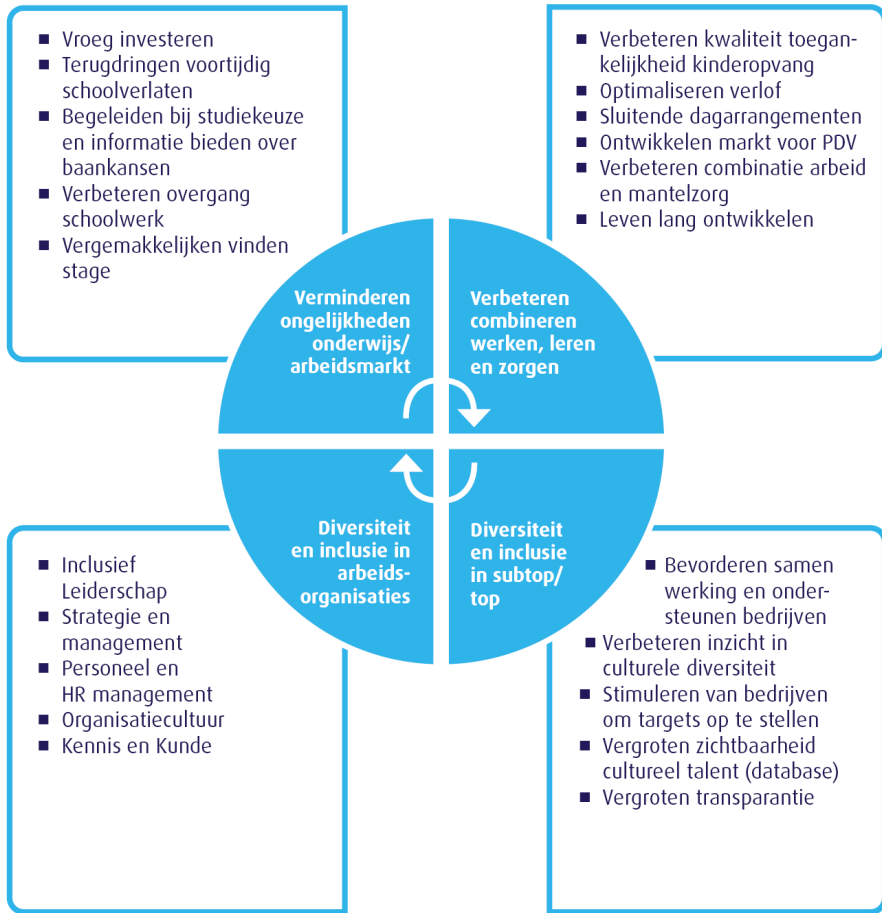 ■ Vroeg investeren
■ Terugdringen voortijdig
schoolverlaten
■ Begeleiden bij studiekeuze
en informatie bieden over
baankansen
■ Verbeteren overgang
schoolwerk
■ Vergemakkelijken vinden
stage
■ Verbeteren kwaliteit toegan-
kelijkheid kinderopvang
■ Optimaliseren verlof
■ Sluitende dagarrangementen
■ Ontwikkelen markt voor PDV
■ Verbeteren combinatie arbeid
en mantelzorg
■ Leven lang ontwikkelen
Verminderen
ongelijkheden
onderwijs/
arbeidsmarkt
Verbeteren
combineren
werken, leren
en zorgen
Diversiteit
en inclusie in
arbeids-
organisaties
Diversiteit
en inclusie
in subtop/
top
■ Inclusief
Leiderschap
■ Strategie en
management
■ Personeel en
HR management
■ Organisatiecultuur
■ Kennis en Kunde
■ Bevorderen samen
werking en onder-
steunen bedrijven
■ Verbeteren inzicht in
culturele diversiteit
■ Stimuleren van bedrijven
om targets op te stellen
■ Vergroten zichtbaarheid
cultureel talent (database)
■ Vergroten transparantie